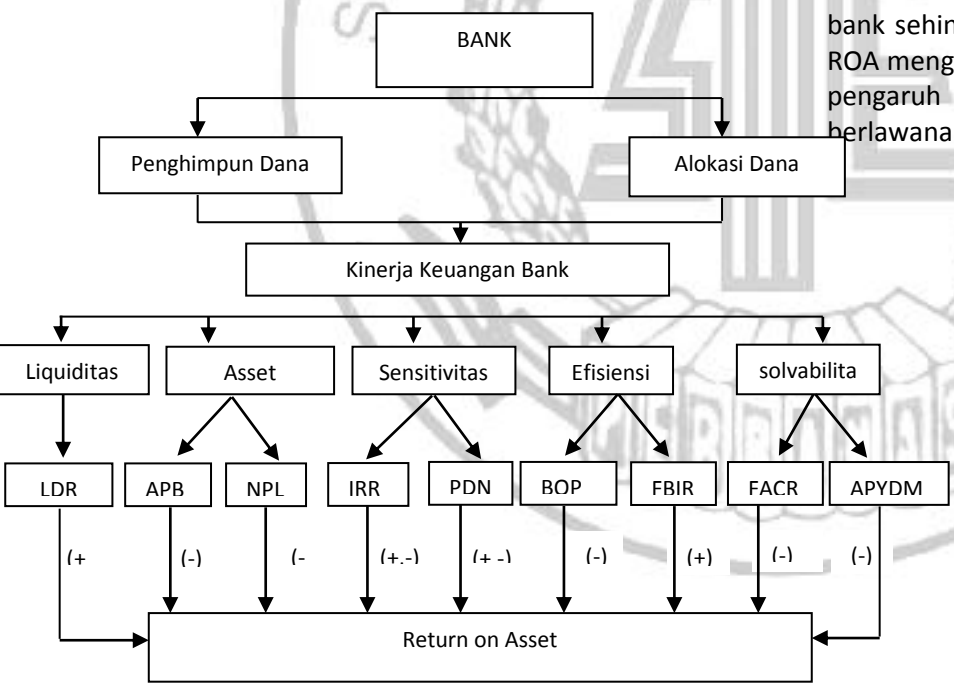 bank sehin
ROA meng
pengaruh
berlawana
BANK
Penghimpun Dana
Alokasi Dana
Kinerja Keuangan Bank
Liquiditas
Asset
Sensitivitas
Efisiensi
solvabilita
LDR
APB
NPL
IRR
PDN
BOP
FBIR
FACR
APYDM
(+
(-)
(-
(+,-)
(+ -)
(-)
(+)
(-)
(-)
Return on Asset